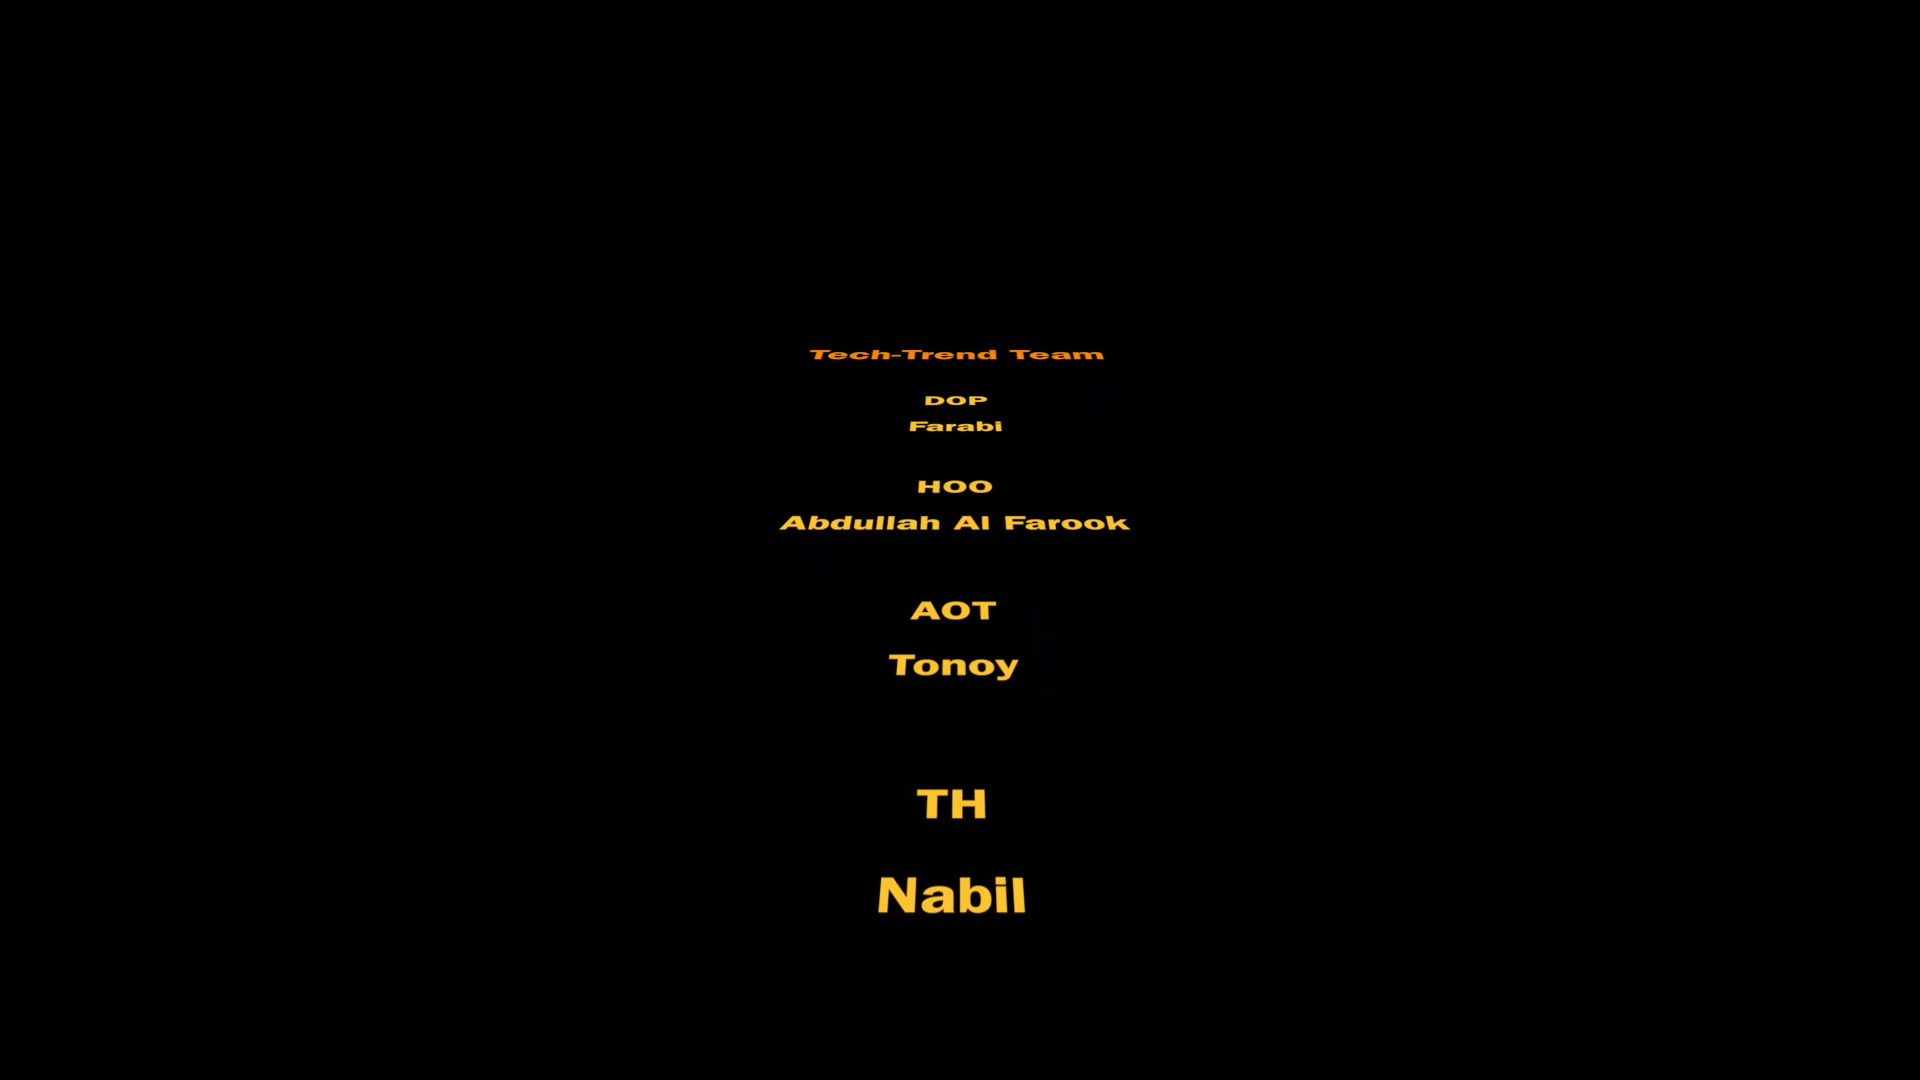 Tech-Trend Team
DOP
Farabi
HOO
Abdullah Al Farook
AOT
Tonoy
TH
Nabil